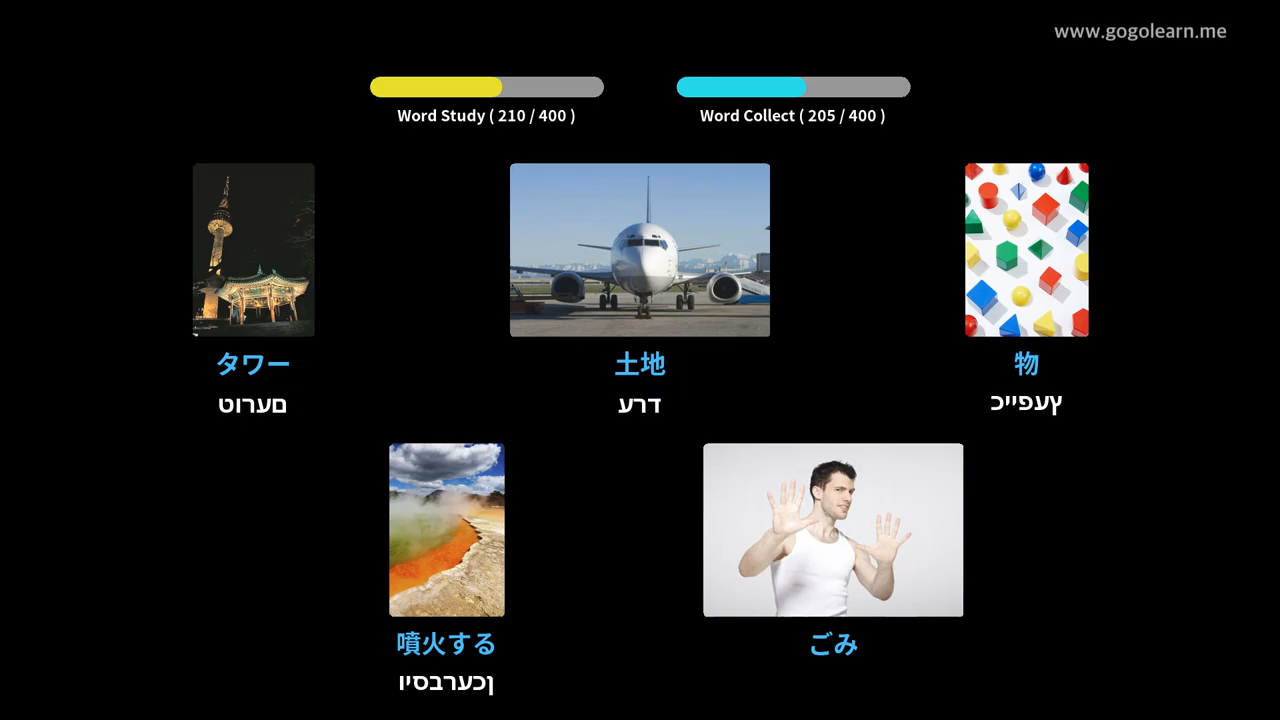 www.gogolearn.me
Word Study ( 210 / 400 )
Word Collect ( 205 / 400 )
タワー
טורעם
土地
ערד
物
כייפעץ
噴火する
ויסברעכן
ごみ